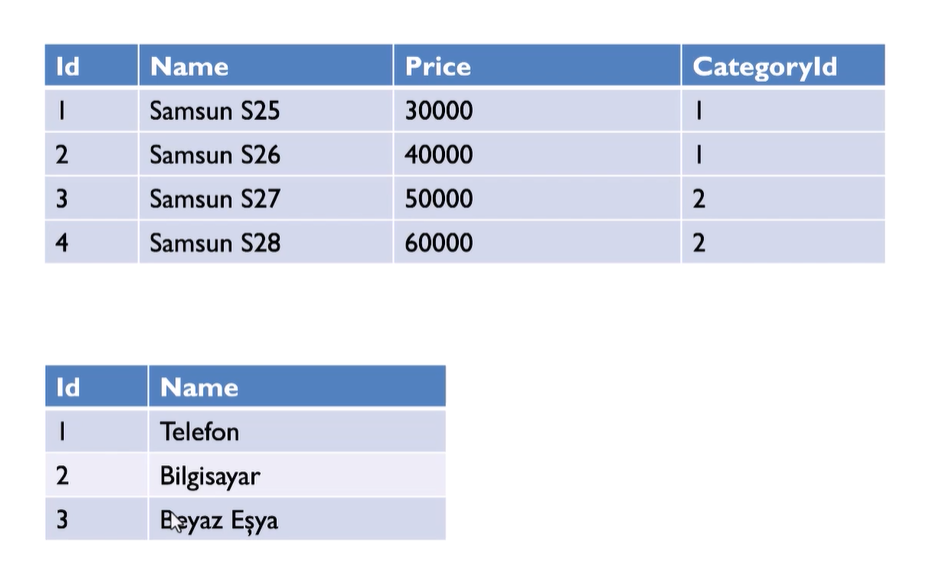 Id Name Price CategoryId
1 Samsun S25 30000 1
2 Samsun S26 40000 1
3 Samsun S27 50000 2
4 Samsun S28 60000 2
Id Name
1 Telefon
2 Bilgisayar
3 Beyaz Eşya